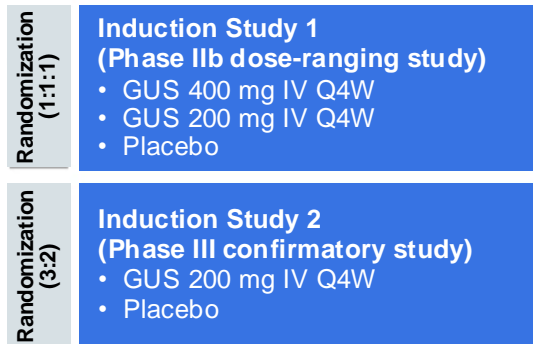 Randomization
(1:1:1)
Induction Study 1
(Phase IIb dose-ranging study)
• GUS 400 mg IV Q4W
• GUS 200 mg IV Q4W
• Placebo
Randomization
(3:2)
Induction Study 2
(Phase III confirmatory study)
• GUS 200 mg IV Q4W
• Placebo